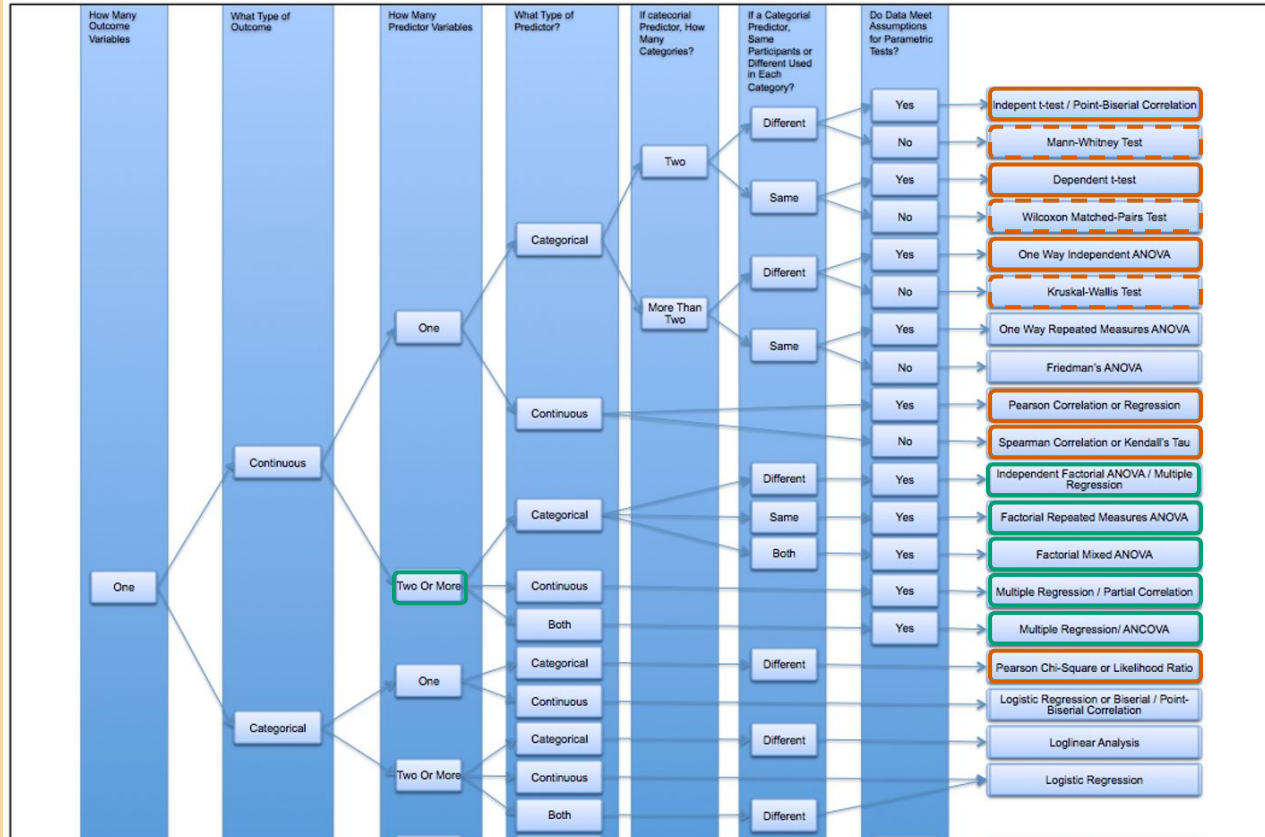 How Many
Outcome
Variables
What Type of
Outcome
How Many
Predictor Variables
What Type of
Predictor?
If catecorial
Predictor, How
Many
Categories?
If a Categorial
Predictor,
Same
Participants or
Different Used
in Each
Category?
Do Data Meet
Assumptions
for Parametric
Tests?
One
Continuous
Categorical
One
Two Or More
One
Two Or More
Categorical
Continuous
Categorical
Continuous
Both
Categorical
Continuous
Categorical
Continuous
Both
Two
More Than
Two
Different
Same
Different
Same
Different
Same
Both
Different
Different
Different
Yes
No
Yes
No
Yes
No
Yes
No
Yes
No
Yes
Yes
Yes
Yes
Yes
Indepent t-test / Point-Biserial Correlation
Mann-Whitney Test
Dependent t-test
Wilcoxon Matched-Pairs Test
One Way Independent ANOVA
Kruskal-Wallis Test
One Way Repeated Measures ANOVA
Friedman's ANOVA
Pearson Correlation or Regression
Spearman Correlation or Kendall's Tau
Independent Factorial ANOVA / Multiple
Regression
Factorial Repeated Measures ANOVA
Factorial Mixed ANOVA
Multiple Regression / Partial Correlation
Multiple Regression/ ANCOVA
Pearson Chi-Square or Likelihood Ratio
Logistic Regression or Biserial / Point-
Biserial Correlation
Loglinear Analysis
Logistic Regression